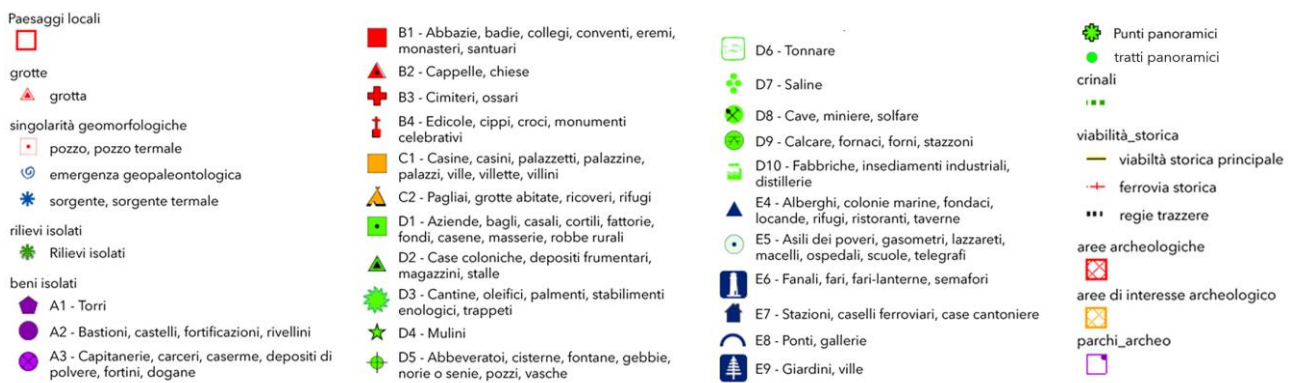 Paesaggi locali
grotte
grotta
singolarità geomorfologiche
pozzo, pozzo termale
emergenza geopaleontologica
sorgente, sorgente termale
rilievi isolati
Rilievi isolati
beni isolati
A1 - Torri
A2 - Bastioni, castelli, fortificazioni, rivellini
A3 - Capitanerie, carceri, caserme, depositi di
polvere, fortini, dogane
B1 - Abbazie, badie, collegi, conventi, eremi,
monasteri, santuari
B2 - Cappelle, chiese
B3 - Cimiteri, ossari
B4 - Edicole, cippi, croci, monumenti
celebrativi
C1 - Casine, casini, palazzetti, palazzine,
palazzi, ville, villette, villini
C2 - Pagliai, grotte abitate, ricoveri, rifugi
D1 - Aziende, bagli, casali, cortili, fattorie,
fondi, casene, masserie, robbe rurali
D2 - Case coloniche, depositi frumentari,
magazzini, stalle
D3 - Cantine, oleifici, palmenti, stabilimenti
enologici, trappeti
D4 - Mulini
D5 - Abbeveratoi, cisterne, fontane, gebbie,
norie o senie, pozzi, vasche
D6 - Tonnare
D7 - Saline
D8 - Cave, miniere, solfare
D9 - Calcare, fornaci, forni, stazzoni
D10 - Fabbriche, insediamenti industriali,
distillerie
E4 - Alberghi, colonie marine, fondaci,
locande, rifugi, ristoranti, taverne
E5 - Asili dei poveri, gasometri, lazzareti,
macelli, ospedali, scuole, telegrafi
E6 - Fanali, fari, fari-lanterne, semafori
E7 - Stazioni, caselli ferroviari, case cantoniere
E8 - Ponti, gallerie
E9 - Giardini, ville
Punti panoramici
tratti panoramici
crinali
viabilità_storica
viabiltà storica principale
ferrovia storica
regie trazzere
aree archeologiche
aree di interesse archeologico
parchi_archeo